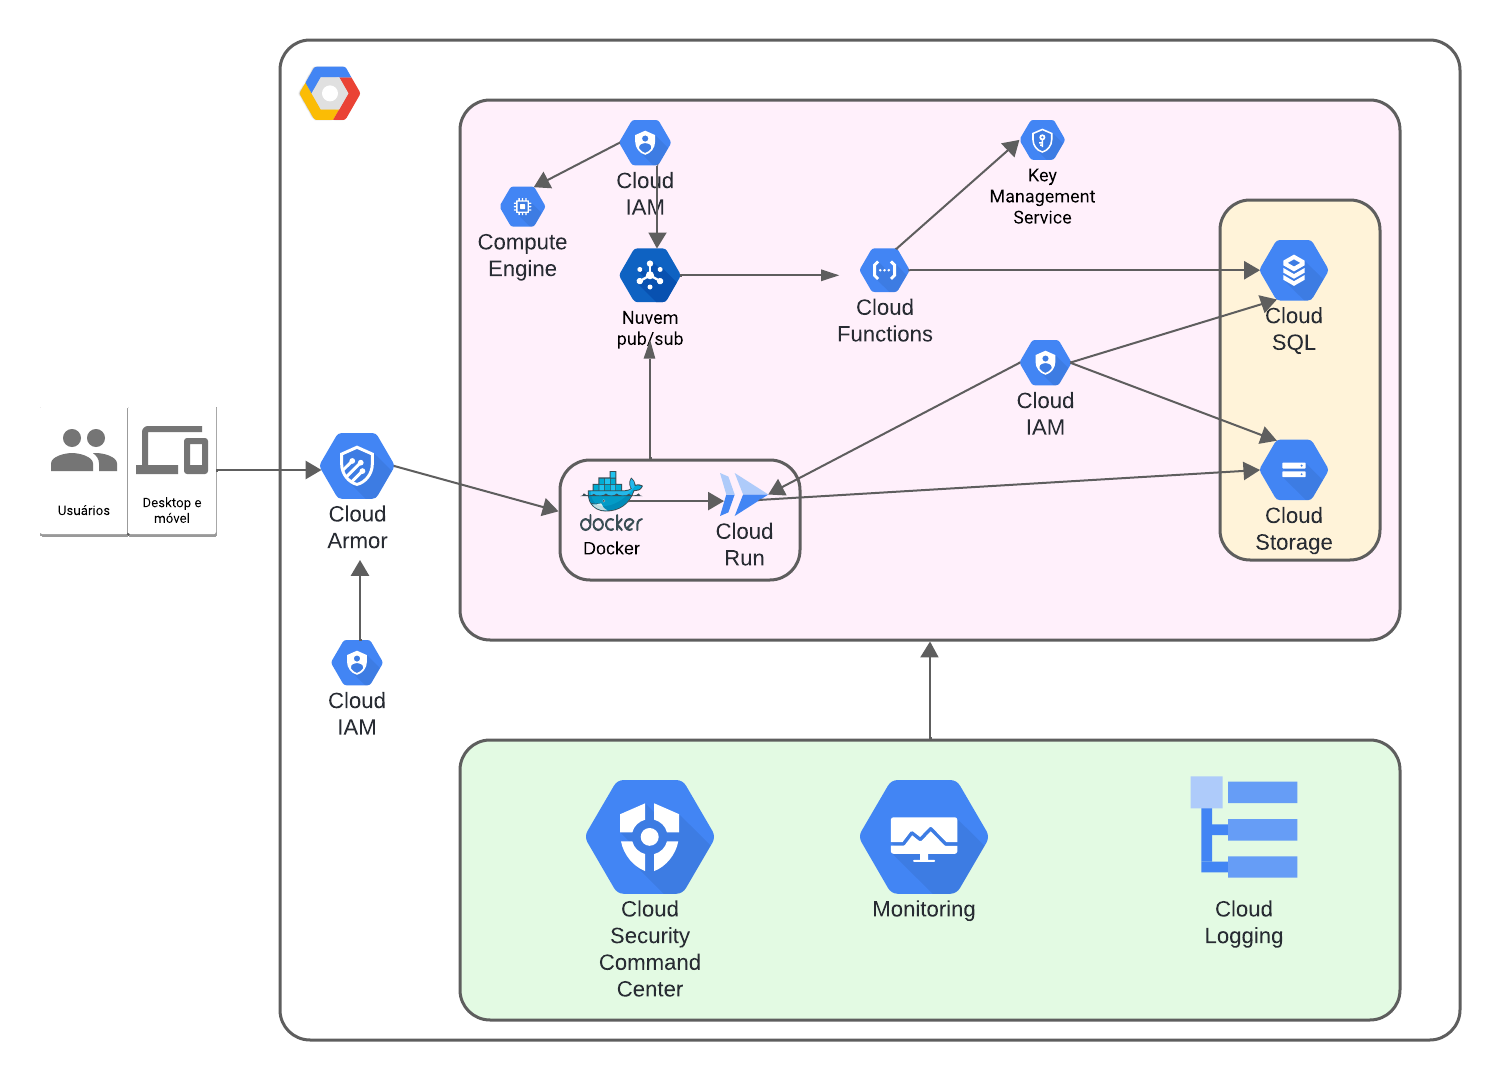 Cloud
IAM
Compute
Engine
Key
Management
Service
Nuvem
pub/sub
Cloud
Functions
Cloud
SQL
Cloud
IAM
Usuários
Desktop e
móvel
Cloud
Armor
docker
Docker
Cloud
Run
Cloud
Storage
Cloud
IAM
Cloud
Security
Command
Center
Monitoring
Cloud
Logging